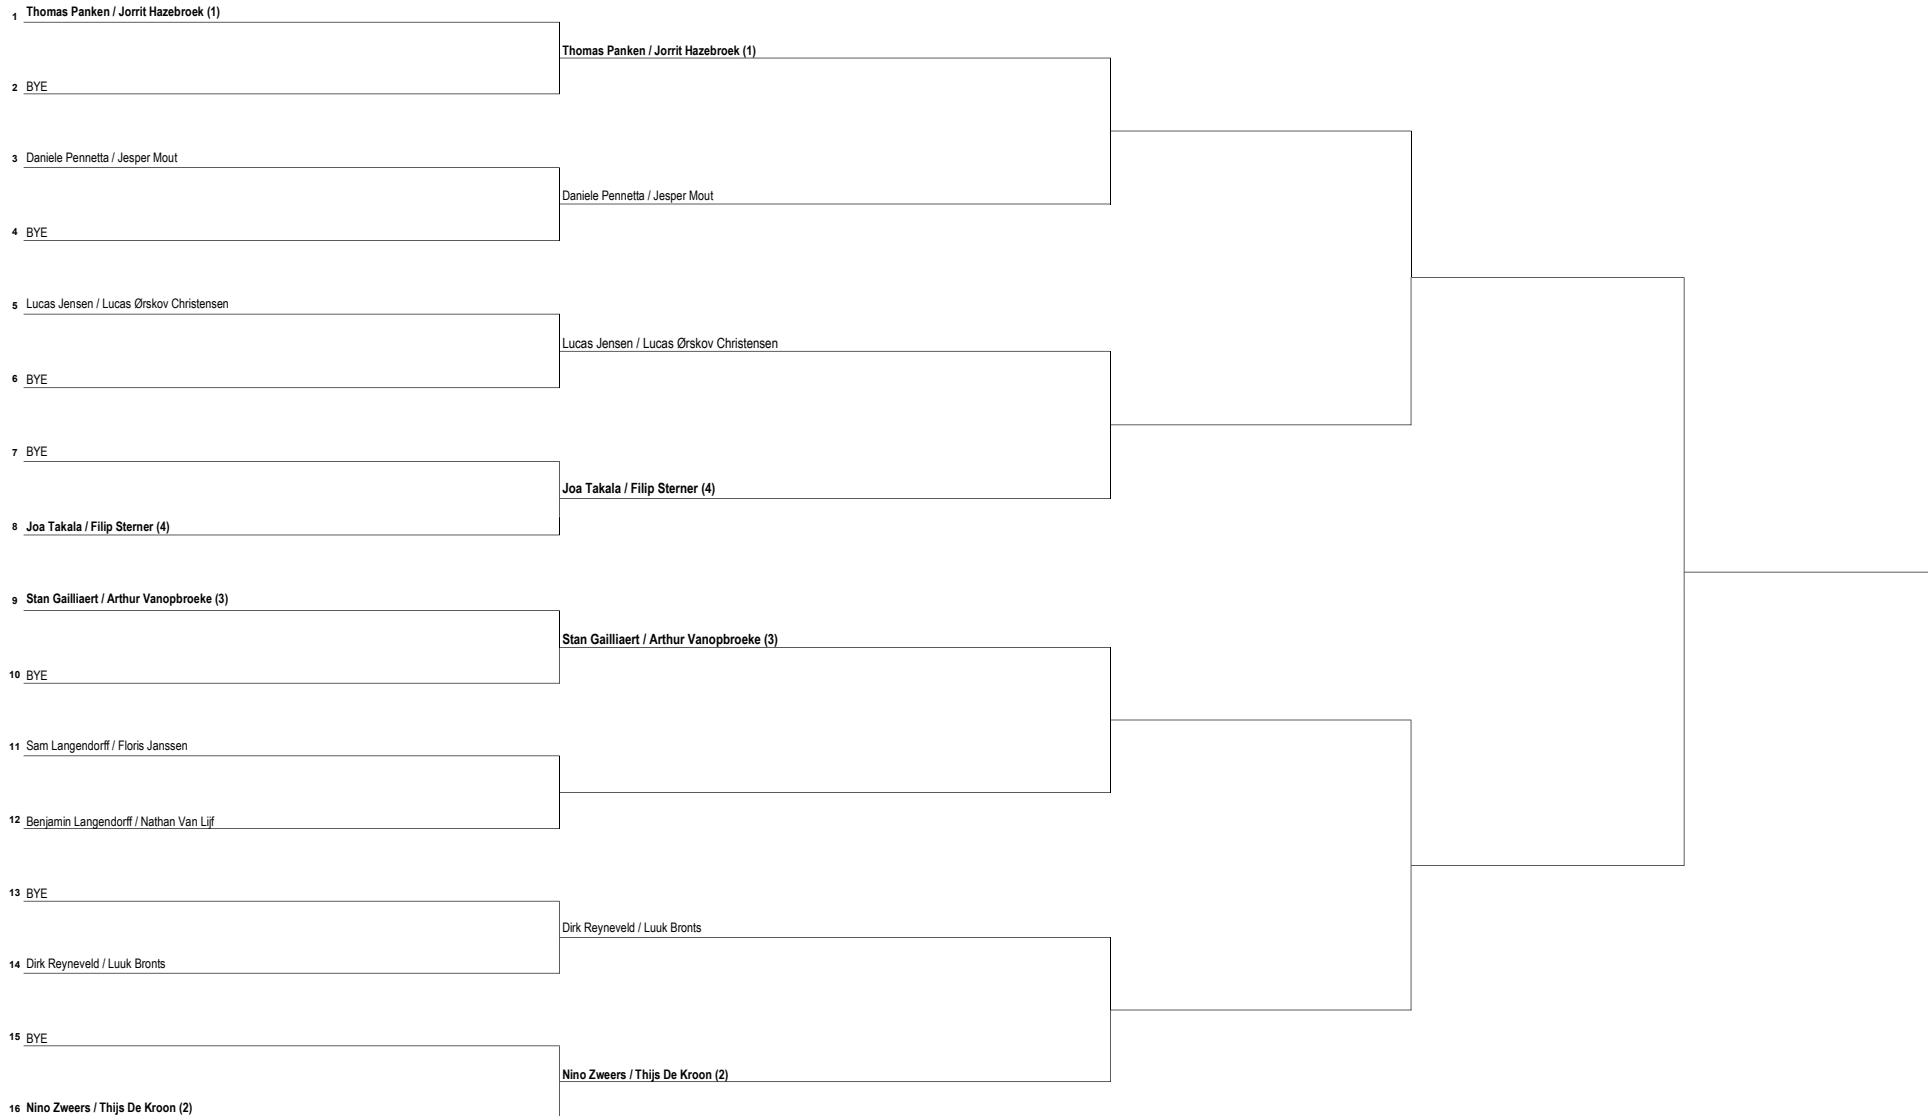 1 Thomas Panken / Jorrit Hazebroek (1)
Thomas Panken / Jorrit Hazebroek (1)
2 BYE
3 Daniele Pennetta / Jesper Mout
Daniele Pennetta / Jesper Mout
4 BYE
5 Lucas Jensen / Lucas Ørskov Christensen
Lucas Jensen / Lucas Ørskov Christensen
6 BYE
7 BYE
Joa Takala / Filip Sterner (4)
8 Joa Takala / Filip Sterner (4)
9 Stan Gailliaert / Arthur Vanopbroeke (3)
Stan Gailliaert / Arthur Vanopbroeke (3)
10 BYE
11 Sam Langendorff / Floris Janssen
12 Benjamin Langendorff / Nathan Van Lijf
13 BYE
Dirk Reyneveld / Luuk Bronts
14 Dirk Reyneveld / Luuk Bronts
15 BYE
Nino Zweers / Thijs De Kroon (2)
16 Nino Zweers / Thijs De Kroon (2)